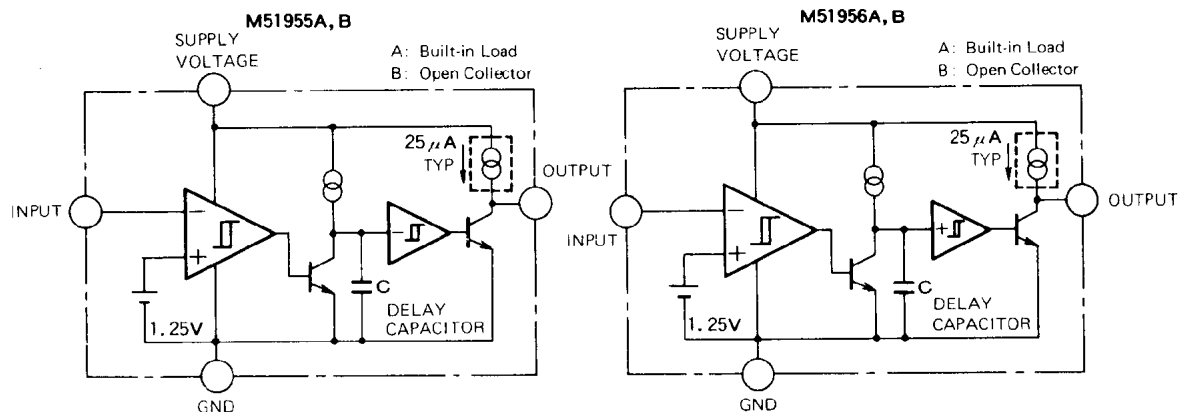 M51955A, B
SUPPLY
VOLTAGE
A: Built-in Load
B: Open Collector
25μA
TYP
OUTPUT
INPUT
−
+
−
1.25V
C
DELAY
CAPACITOR
GND
M51956A, B
SUPPLY
VOLTAGE
A: Built-in Load
B: Open Collector
25μA
TYP
OUTPUT
INPUT
−
+
+
1.25V
C
DELAY
CAPACITOR
GND